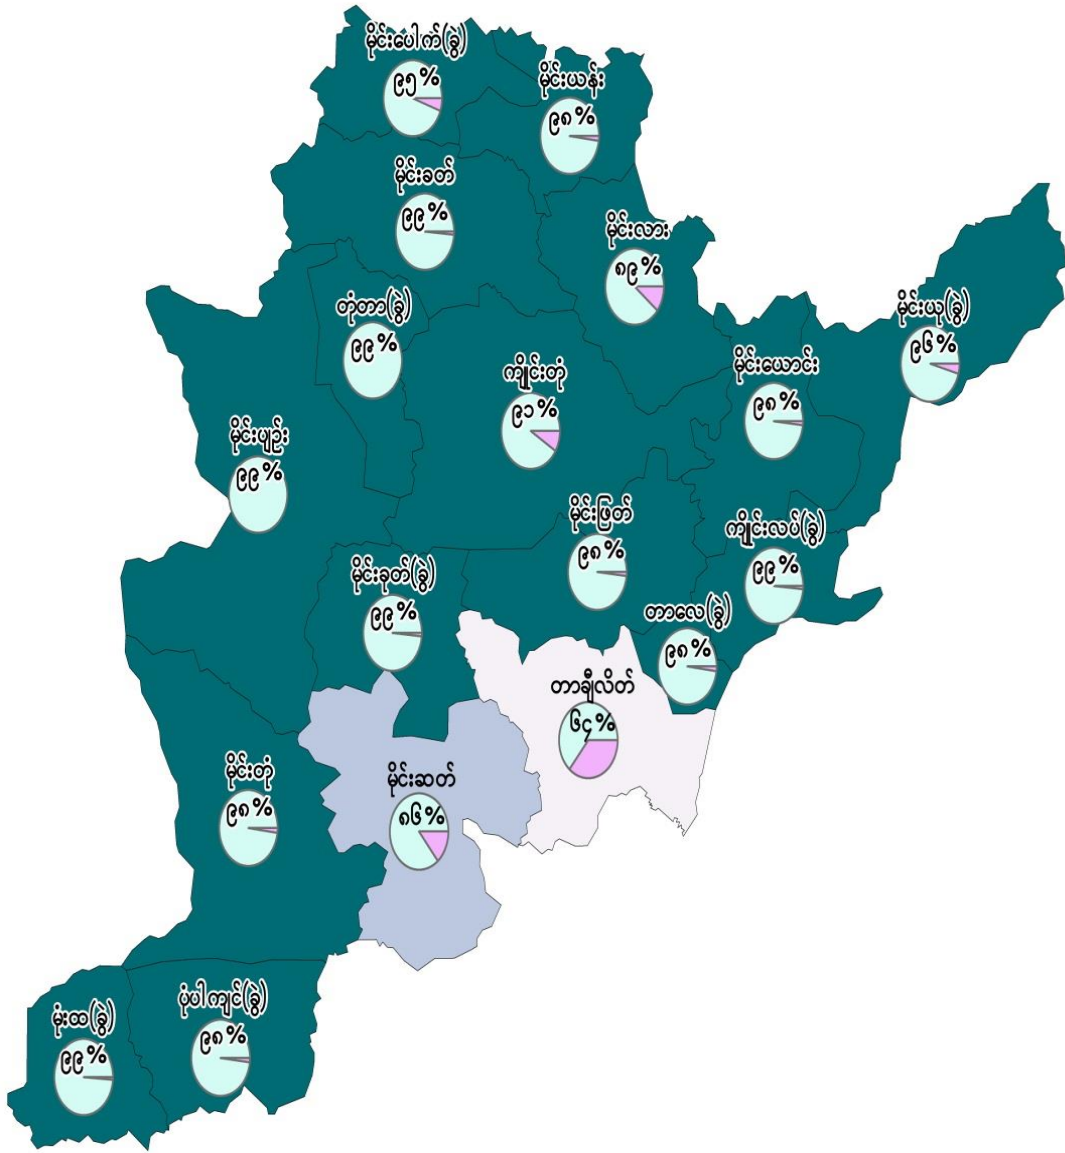 မိုင်းပေါက်(ခွဲ)
၉၅%
မိုင်းယန်း
၉၈%
မိုင်းခတ်
၉၉%
မိုင်းလား
၈၉%
မိုင်းယု(ခွဲ)
၉၆%
တုံတာ(ခွဲ)
၉၉%
ကျိုင်းတုံ
၉၁%
မိုင်းယောင်း
၉၈%
မိုင်းပျဉ်း
၉၉%
မိုင်းဖြတ်
၉၈%
ကျိုင်းလပ်(ခွဲ)
၉၉%
မိုင်းခုတ်(ခွဲ)
၉၉%
တာလေ(ခွဲ)
၉၈%
တာချီလိတ်
၆၄%
မိုင်းတုံ
၉၈%
မိုင်းဆတ်
၈၆%
မုံးထ(ခွဲ)
၉၉%
ပုံပါကျင်(ခွဲ)
၉၈%